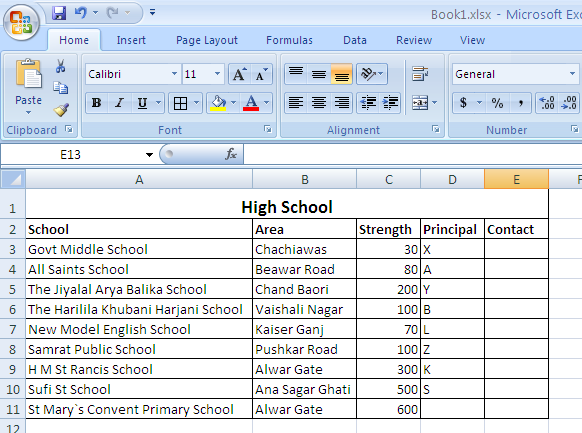 Book1.xlsx - Microsoft Exc
Home Insert Page Layout Formulas Data Review View
Calibri 11 A A General
Paste B I U A $ % , .0 .00 .00 .0
Clipboard Font Alignment Number
E13 fx
A B C D E
1 High School
2 School Area Strength Principal Contact
3 Govt Middle School Chachiawas 30 X
4 All Saints School Beawar Road 80 A
5 The Jiyalal Arya Balika School Chand Baori 200 Y
6 The Harilila Khubani Harjani School Vaishali Nagar 100 B
7 New Model English School Kaiser Ganj 70 L
8 Samrat Public School Pushkar Road 100 Z
9 H M St Rancis School Alwar Gate 300 K
10 Sufi St School Ana Sagar Ghati 500 S
11 St Mary`s Convent Primary School Alwar Gate 600
12